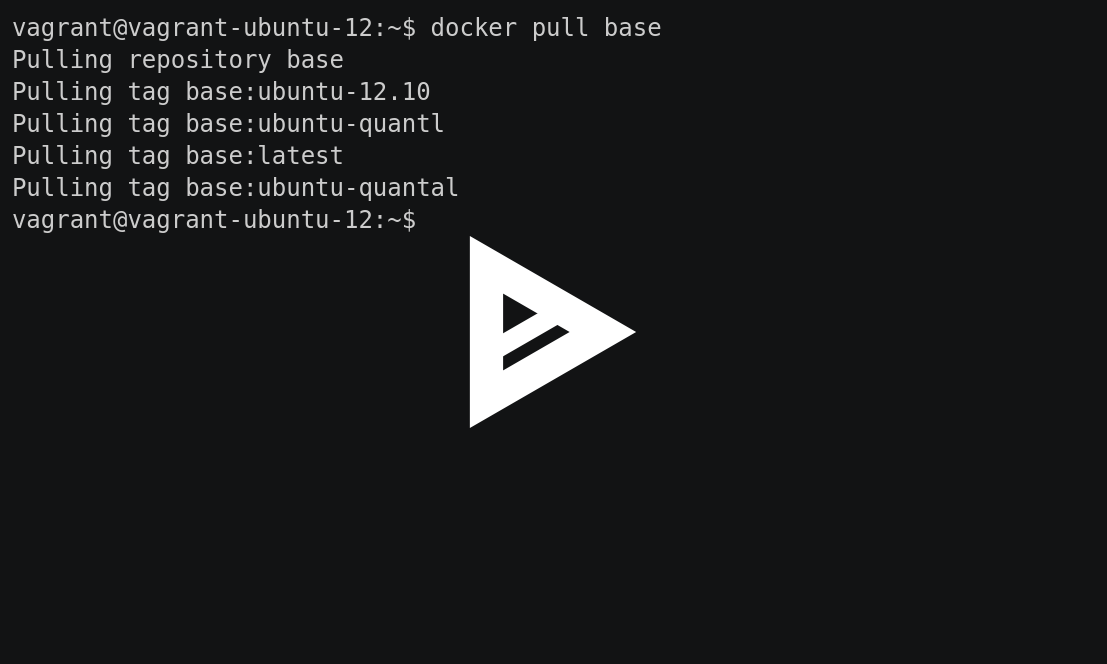 vagrant@vagrant-ubuntu-12:~$ docker pull base
Pulling repository base
Pulling tag base:ubuntu-12.10
Pulling tag base:ubuntu-quantl
Pulling tag base:latest
Pulling tag base:ubuntu-quantal
vagrant@vagrant-ubuntu-12:~$